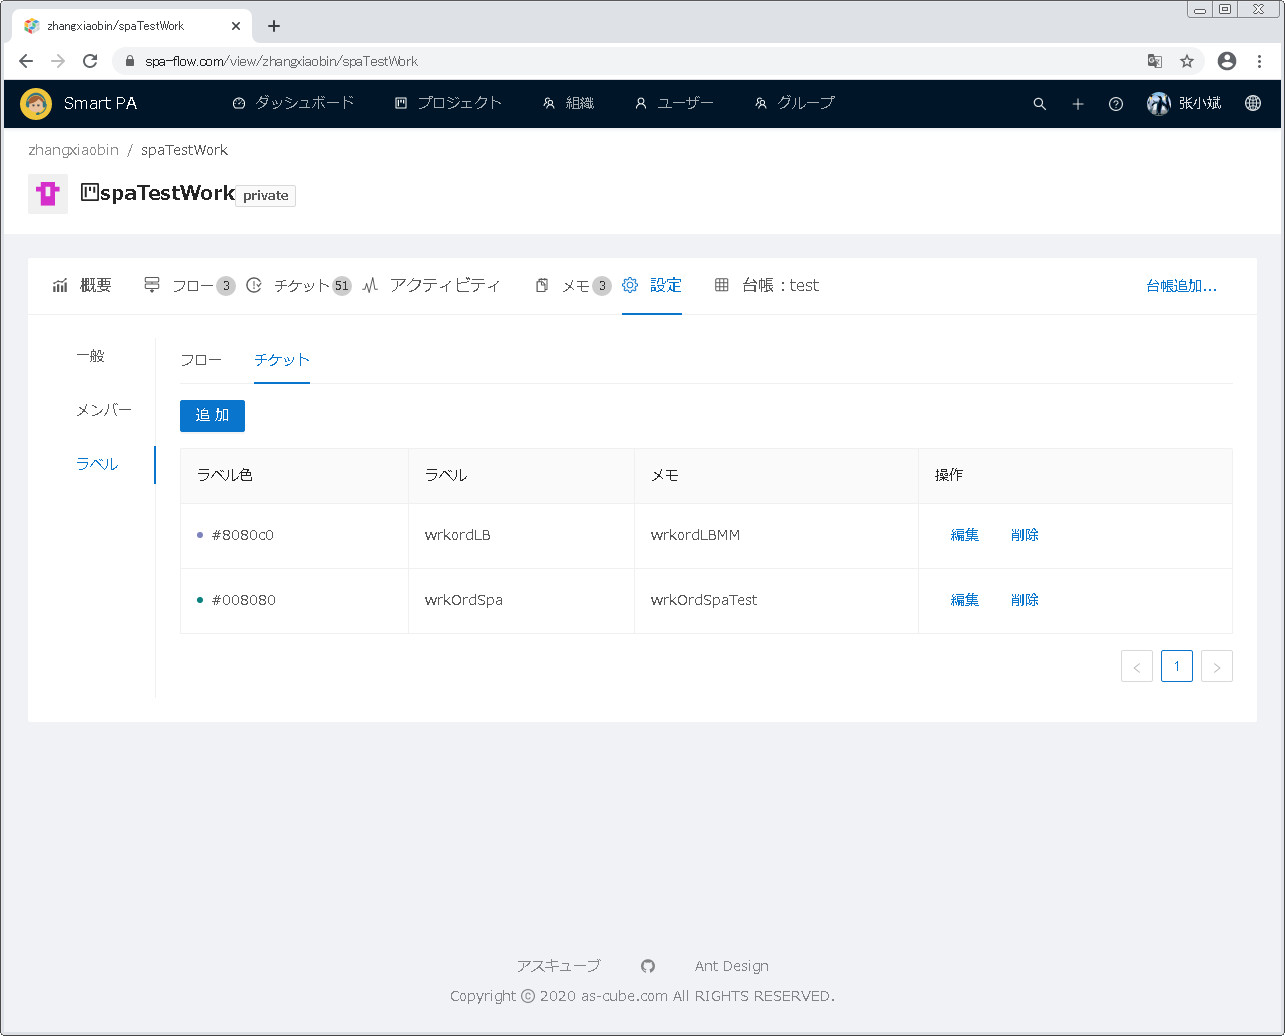 zhangxiaobin/spaTestWork
spa-flow.com/view/zhangxiaobin/spaTestWork
Smart PA ダッシュボード プロジェクト 組織 ユーザー グループ 张小斌
zhangxiaobin / spaTestWork
spaTestWork private
概要 フロー 3 チケット 51 アクティビティ メモ 3 設定 台帳：test 台帳追加...
一般
メンバー
ラベル
フロー チケット
追 加
ラベル色 ラベル メモ 操作
#8080c0 wrkordLB wrkordLBMM 編集 削除
#008080 wrkOrdSpa wrkOrdSpaTest 編集 削除
< 1 >
アスキューブ Ant Design
Copyright © 2020 as-cube.com All RIGHTS RESERVED.